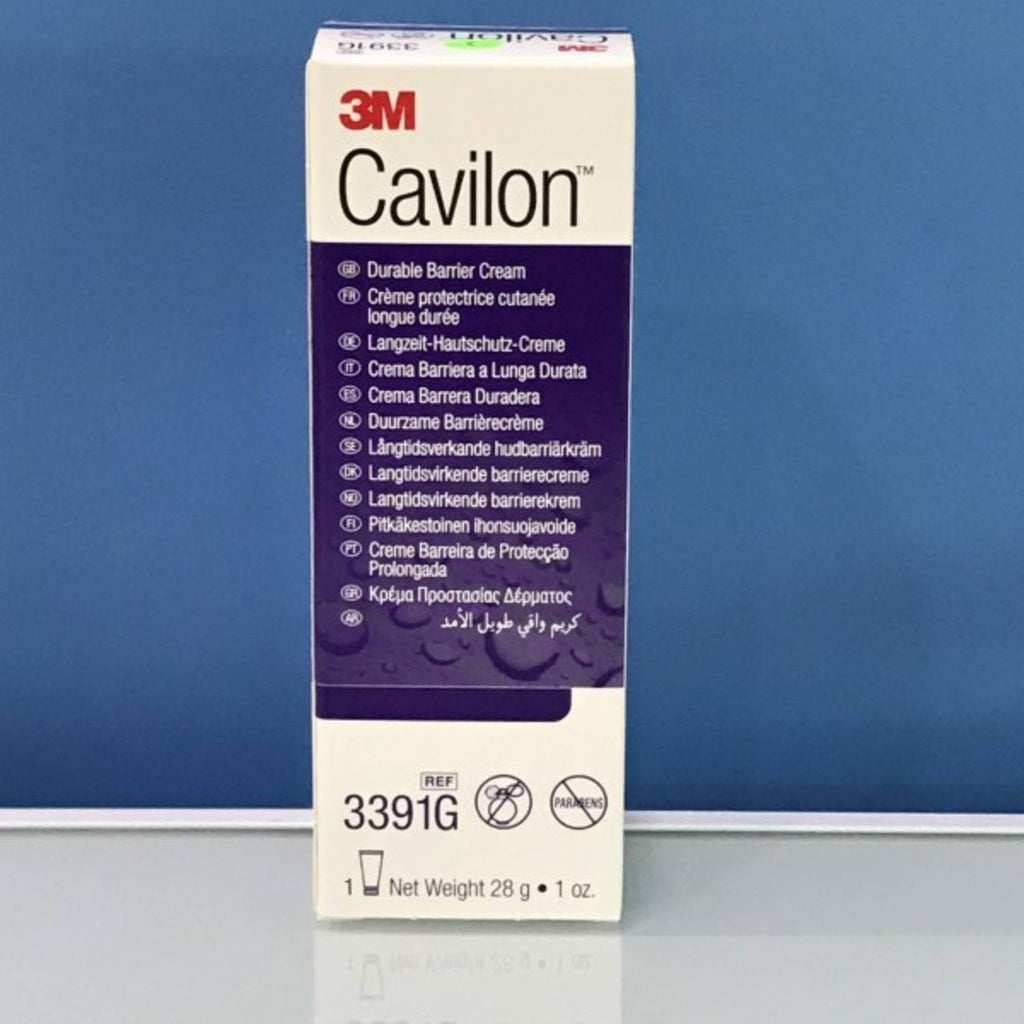 3391G Cavilon 3M
3M
Cavilon™
GB Durable Barrier Cream
FR Crème protectrice cutanée
longue durée
DE Langzeit-Hautschutz-Creme
IT Crema Barriera a Lunga Durata
ES Crema Barrera Duradera
NL Duurzame Barrièrecrème
SE Långtidsverkande hudbarriärkräm
DK Langtidsvirkende barrierecreme
NO Langtidsvirkende barrierekrem
FI Pitkäkestoinen ihonsuojavoide
PT Creme Barreira de Protecção
Prolongada
GR Κρέμα Προστασίας Δέρματος
AR كريم واقي طويل الأمد
REF
3391G PARABENS
1 Net Weight 28 g • 1 oz.